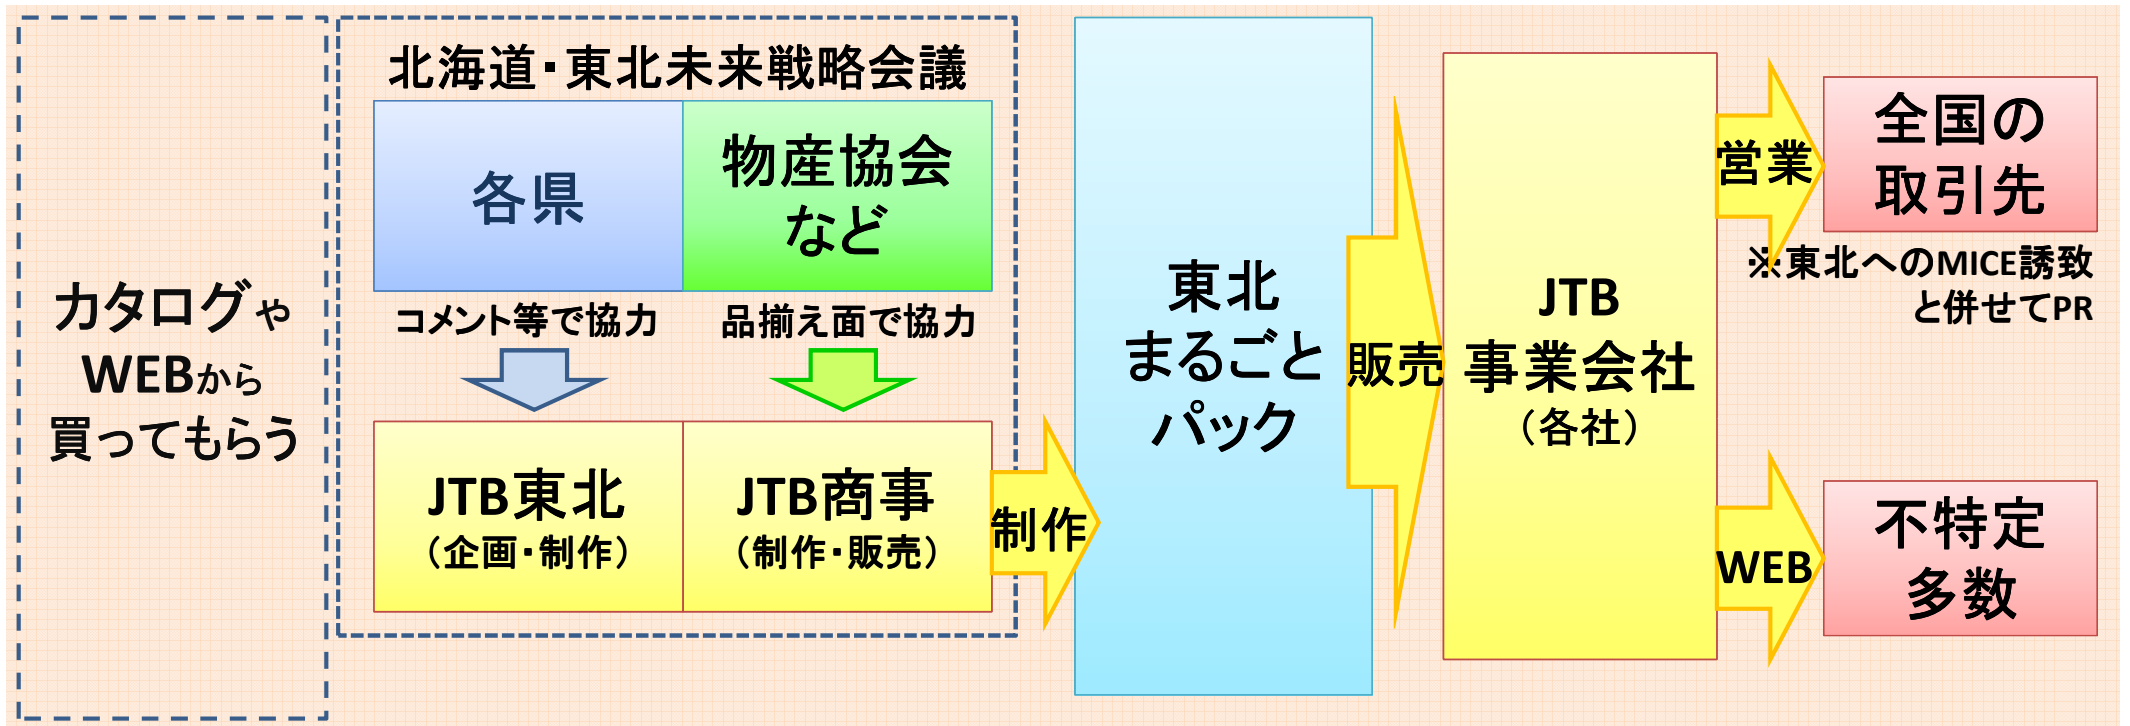 カタログや
WEBから
買ってもらう
北海道・東北未来戦略会議
各県
物産協会
など
コメント等で協力
品揃え面で協力
JTB東北
（企画・制作）
JTB商事
（制作・販売）
制作
東北
まるごと
パック
販売
JTB
事業会社
（各社）
営業
全国の
取引先
※東北へのMICE誘致
と併せてPR
WEB
不特定
多数